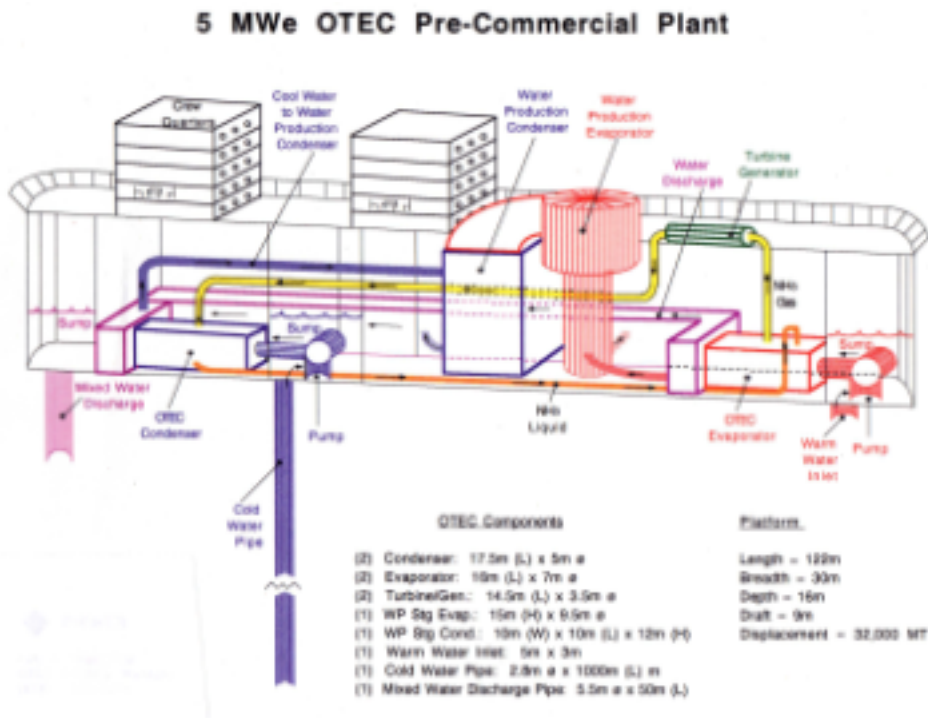 5 MWe OTEC Pre-Commercial Plant
Crew
Quarters
Cool Water
to Water
Production
Condenser
Water
Production
Condenser
Water
Production
Evaporator
Water
Discharge
Turbine
Generator
NH₃
Gas
Sump
Sump
Sump
Mixed Water
Discharge
OTEC
Condenser
Pump
NH₃
Liquid
OTEC
Evaporator
Warm
Water
Inlet
Pump
Cold
Water
Pipe
OTEC Components
(2) Condenser: 17.5m (L) x 5m ø
(2) Evaporator: 16m (L) x 7m ø
(2) Turbine/Gen.: 14.5m (L) x 3.5m ø
(1) WP Stg Evap.: 15m (H) x 9.5m ø
(1) WP Stg Cond.: 10m (W) x 10m (L) x 12m (H)
(1) Warm Water Inlet: 5m x 3m
(1) Cold Water Pipe: 2.8m ø x 1000m (L) m
(1) Mixed Water Discharge Pipe: 5.5m ø x 50m (L)
Platform
Length - 122m
Breadth - 30m
Depth - 16m
Draft - 9m
Displacement - 32,000 MT